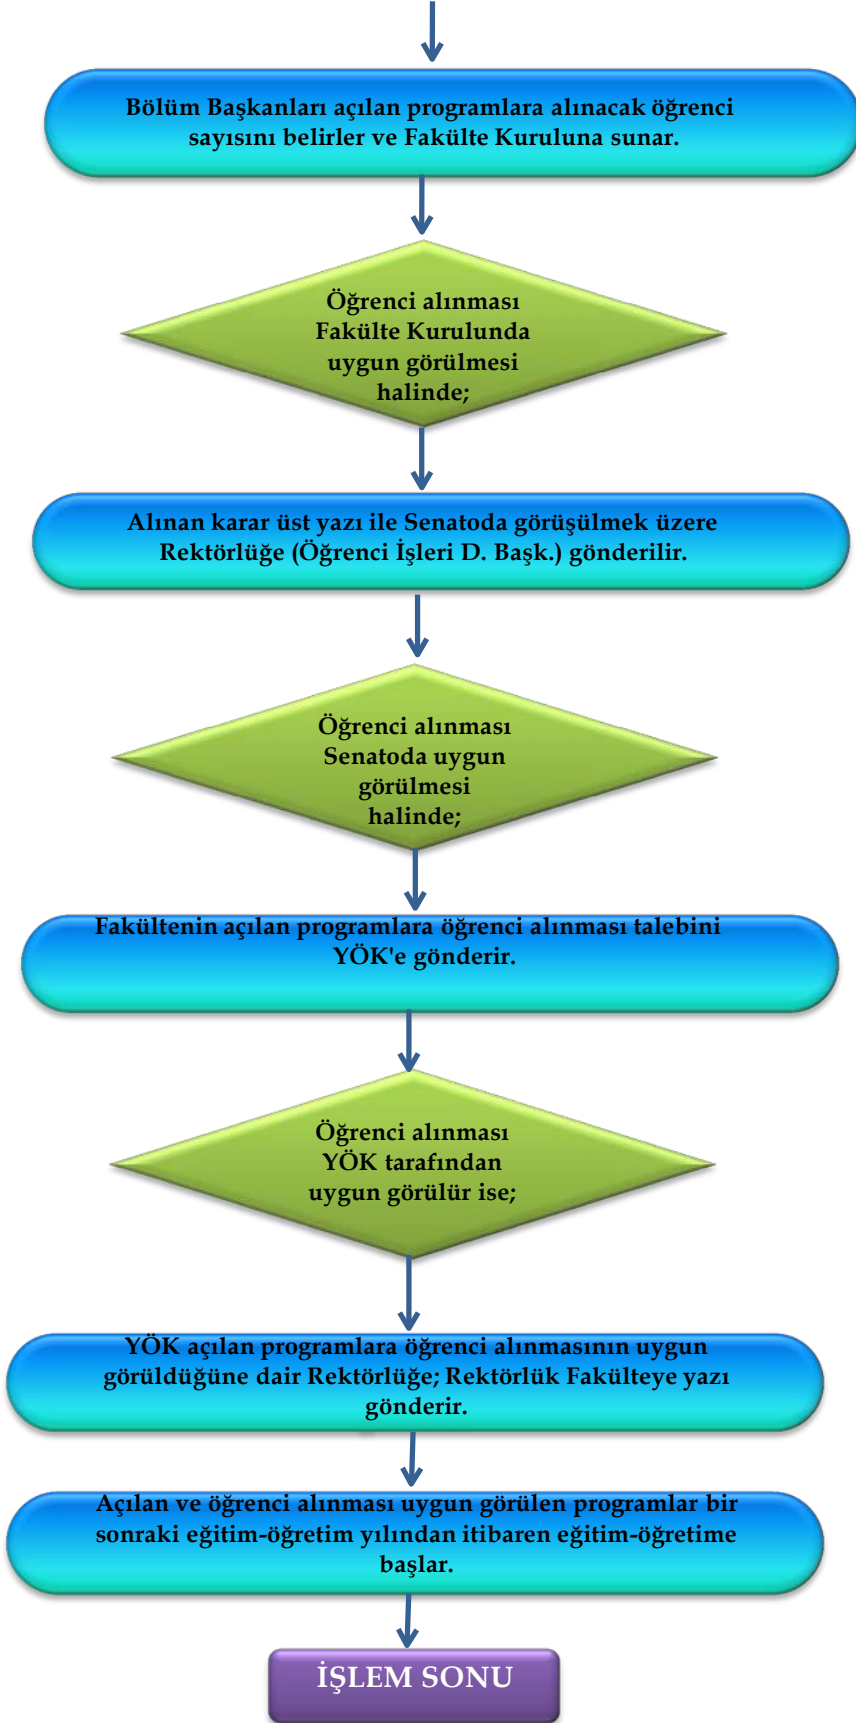 Bölüm Başkanları açılan programlara alınacak öğrenci
sayısını belirler ve Fakülte Kuruluna sunar.
Öğrenci alınması
Fakülte Kurulunda
uygun görülmesi
halinde;
Alınan karar üst yazı ile Senatoda görüşülmek üzere
Rektörlüğe (Öğrenci İşleri D. Başk.) gönderilir.
Öğrenci alınması
Senatoda uygun
görülmesi
halinde;
Fakültenin açılan programlara öğrenci alınması talebini
YÖK'e gönderir.
Öğrenci alınması
YÖK tarafından
uygun görülür ise;
YÖK açılan programlara öğrenci alınmasının uygun
görüldüğüne dair Rektörlüğe; Rektörlük Fakülteye yazı
gönderir.
Açılan ve öğrenci alınması uygun görülen programlar bir
sonraki eğitim-öğretim yılından itibaren eğitim-öğretime
başlar.
İŞLEM SONU